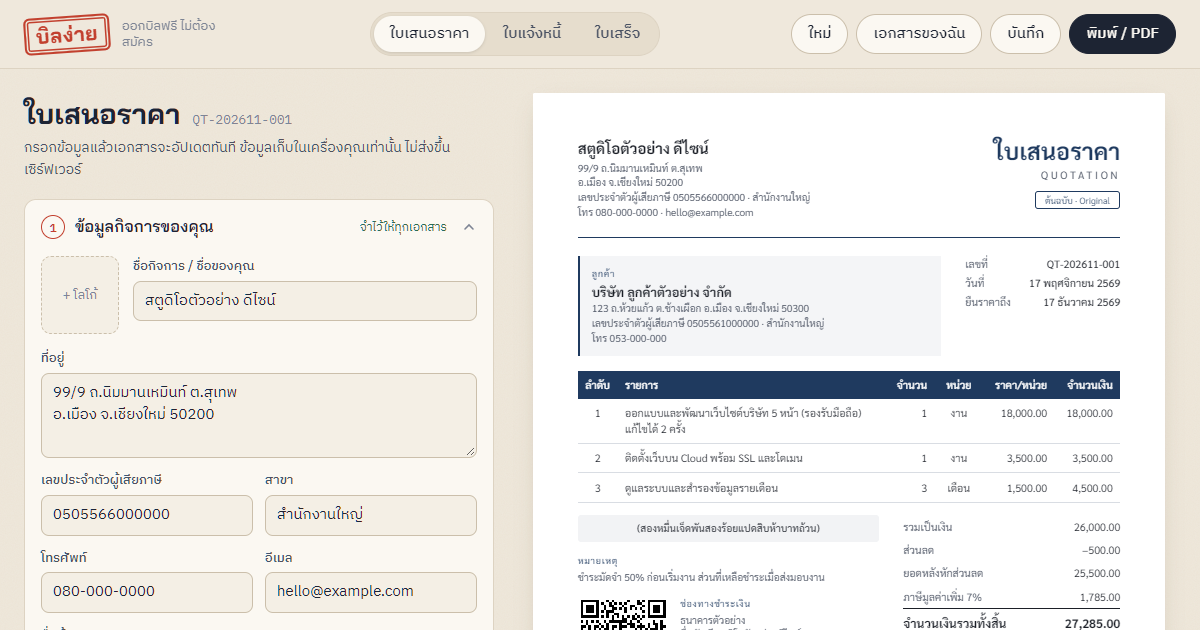 บิลง่าย
ออกบิลฟรี ไม่ต้อง
สมัคร
ใบเสนอราคา
ใบแจ้งหนี้
ใบเสร็จ
ใหม่
เอกสารของฉัน
บันทึก
พิมพ์ / PDF
ใบเสนอราคา QT-202611-001
กรอกข้อมูลแล้วเอกสารจะอัปเดตทันที ข้อมูลเก็บในเครื่องคุณเท่านั้น ไม่ส่งขึ้น
เซิร์ฟเวอร์
1 ข้อมูลกิจการของคุณ จำไว้ให้ทุกเอกสาร
+ โลโก้
ชื่อกิจการ / ชื่อของคุณ
สตูดิโอตัวอย่าง ดีไซน์
ที่อยู่
99/9 ถ.นิมมานเหมินท์ ต.สุเทพ
อ.เมือง จ.เชียงใหม่ 50200
เลขประจำตัวผู้เสียภาษี สาขา
0505566000000 สำนักงานใหญ่
โทรศัพท์ อีเมล
080-000-0000 hello@example.com
สตูดิโอตัวอย่าง ดีไซน์
99/9 ถ.นิมมานเหมินท์ ต.สุเทพ
อ.เมือง จ.เชียงใหม่ 50200
เลขประจำตัวผู้เสียภาษี 0505566000000 · สำนักงานใหญ่
โทร 080-000-0000 · hello@example.com
ใบเสนอราคา
QUOTATION
ต้นฉบับ · Original
ลูกค้า
บริษัท ลูกค้าตัวอย่าง จำกัด
123 ถ.ห้วยแก้ว ต.ช้างเผือก อ.เมือง จ.เชียงใหม่ 50300
เลขประจำตัวผู้เสียภาษี 0505561000000 · สำนักงานใหญ่
โทร 053-000-000
เลขที่ QT-202611-001
วันที่ 17 พฤศจิกายน 2569
ยืนราคาถึง 17 ธันวาคม 2569
ลำดับ รายการ จำนวน หน่วย ราคา/หน่วย จำนวนเงิน
1 ออกแบบและพัฒนาเว็บไซต์บริษัท 5 หน้า (รองรับมือถือ) 1 งาน 18,000.00 18,000.00
แก้ไขได้ 2 ครั้ง
2 ติดตั้งเว็บบน Cloud พร้อม SSL และโดเมน 1 งาน 3,500.00 3,500.00
3 ดูแลระบบและสำรองข้อมูลรายเดือน 3 เดือน 1,500.00 4,500.00
(สองหมื่นเจ็ดพันสองร้อยแปดสิบห้าบาทถ้วน)
หมายเหตุ
ชำระมัดจำ 50% ก่อนเริ่มงาน ส่วนที่เหลือชำระเมื่อส่งมอบงาน
ช่องทางชำระเงิน
ธนาคารตัวอย่าง
รวมเป็นเงิน 26,000.00
ส่วนลด −500.00
ยอดหลังหักส่วนลด 25,500.00
ภาษีมูลค่าเพิ่ม 7% 1,785.00
จำนวนเงินรวมทั้งสิ้น 27,285.00